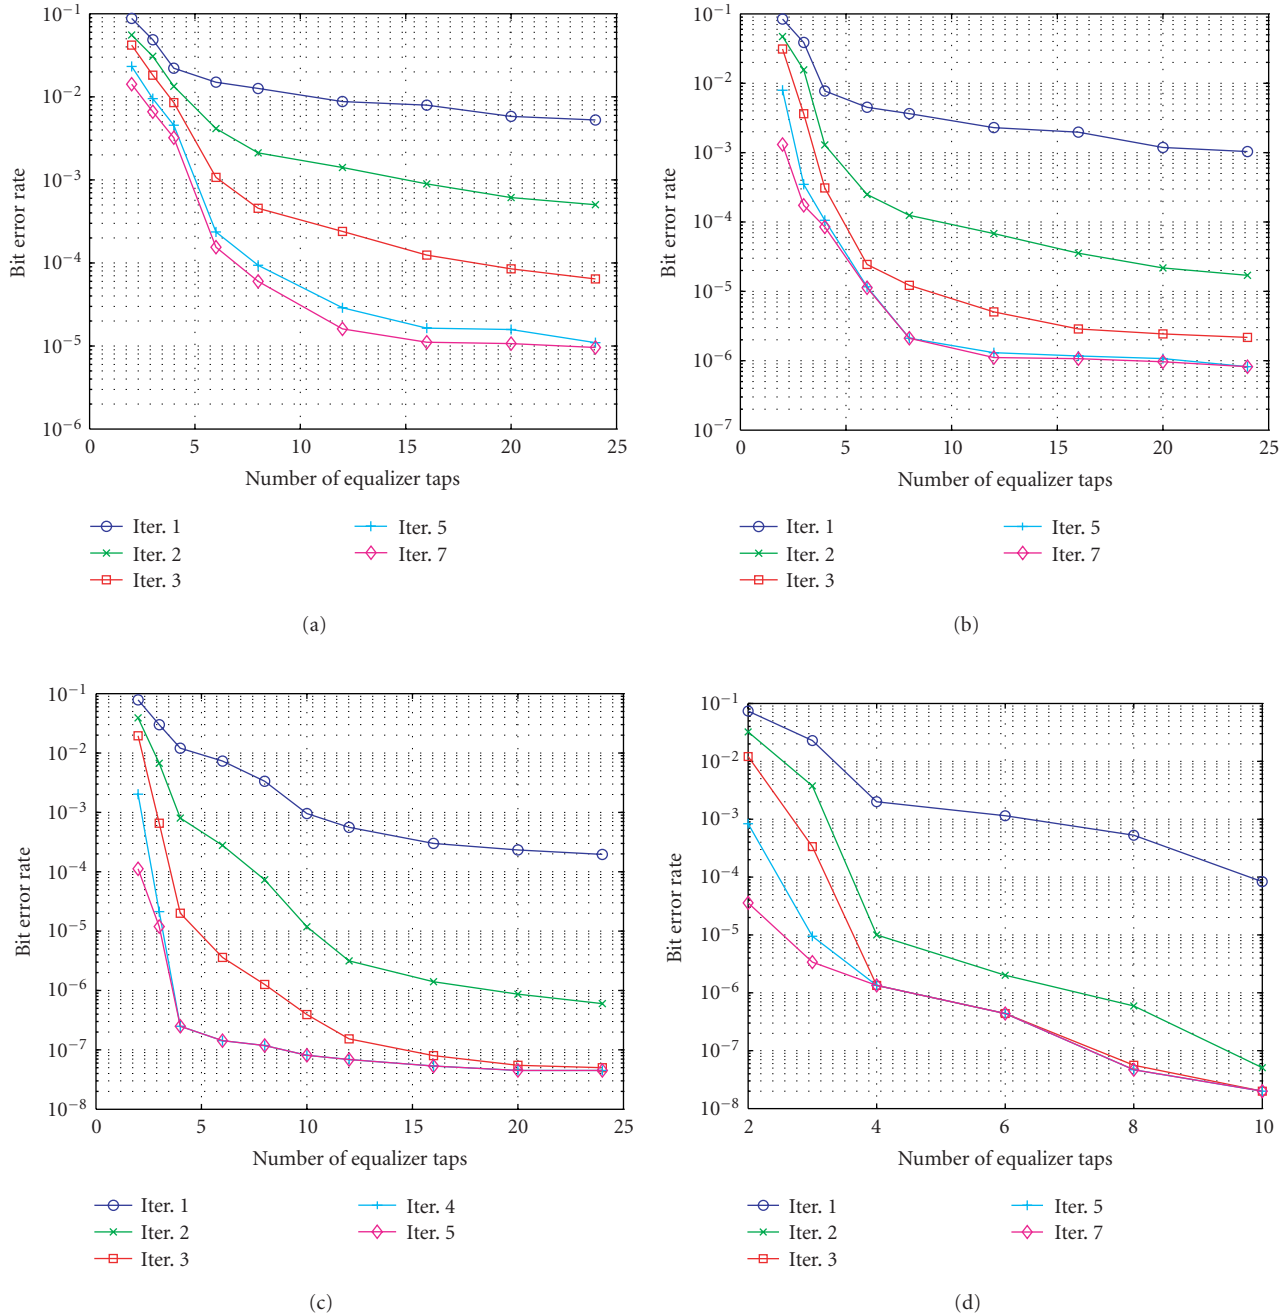 10−1
10−2
10−3
10−4
10−5
10−6
Bit error rate
0 5 10 15 20 25
Number of equalizer taps
Iter. 1
Iter. 2
Iter. 3
Iter. 5
Iter. 7
(a)
10−1
10−2
10−3
10−4
10−5
10−6
10−7
Bit error rate
0 5 10 15 20 25
Number of equalizer taps
Iter. 1
Iter. 2
Iter. 3
Iter. 5
Iter. 7
(b)
10−1
10−2
10−3
10−4
10−5
10−6
10−7
10−8
Bit error rate
0 5 10 15 20 25
Number of equalizer taps
Iter. 1
Iter. 2
Iter. 3
Iter. 4
Iter. 5
(c)
10−1
10−2
10−3
10−4
10−5
10−6
10−7
10−8
Bit error rate
2 4 6 8 10
Number of equalizer taps
Iter. 1
Iter. 2
Iter. 3
Iter. 5
Iter. 7
(d)